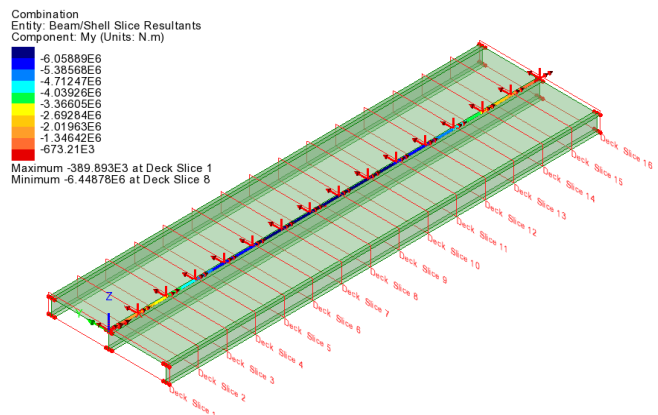 Combination
Entity: Beam/Shell Slice Resultants
Component: My (Units: N.m)
-6.05889E6
-5.38568E6
-4.71247E6
-4.03926E6
-3.36605E6
-2.69284E6
-2.01963E6
-1.34642E6
-673.21E3
Maximum -389.893E3 at Deck Slice 1
Minimum -6.44878E6 at Deck Slice 8
Deck Slice 16
Deck Slice 15
Deck Slice 14
Deck Slice 13
Deck Slice 12
Deck Slice 11
Deck Slice 10
Deck Slice 9
Deck Slice 8
Deck Slice 7
Deck Slice 6
Deck Slice 5
Deck Slice 4
Deck Slice 3
Deck Slice 2
Deck Slice 1
Z